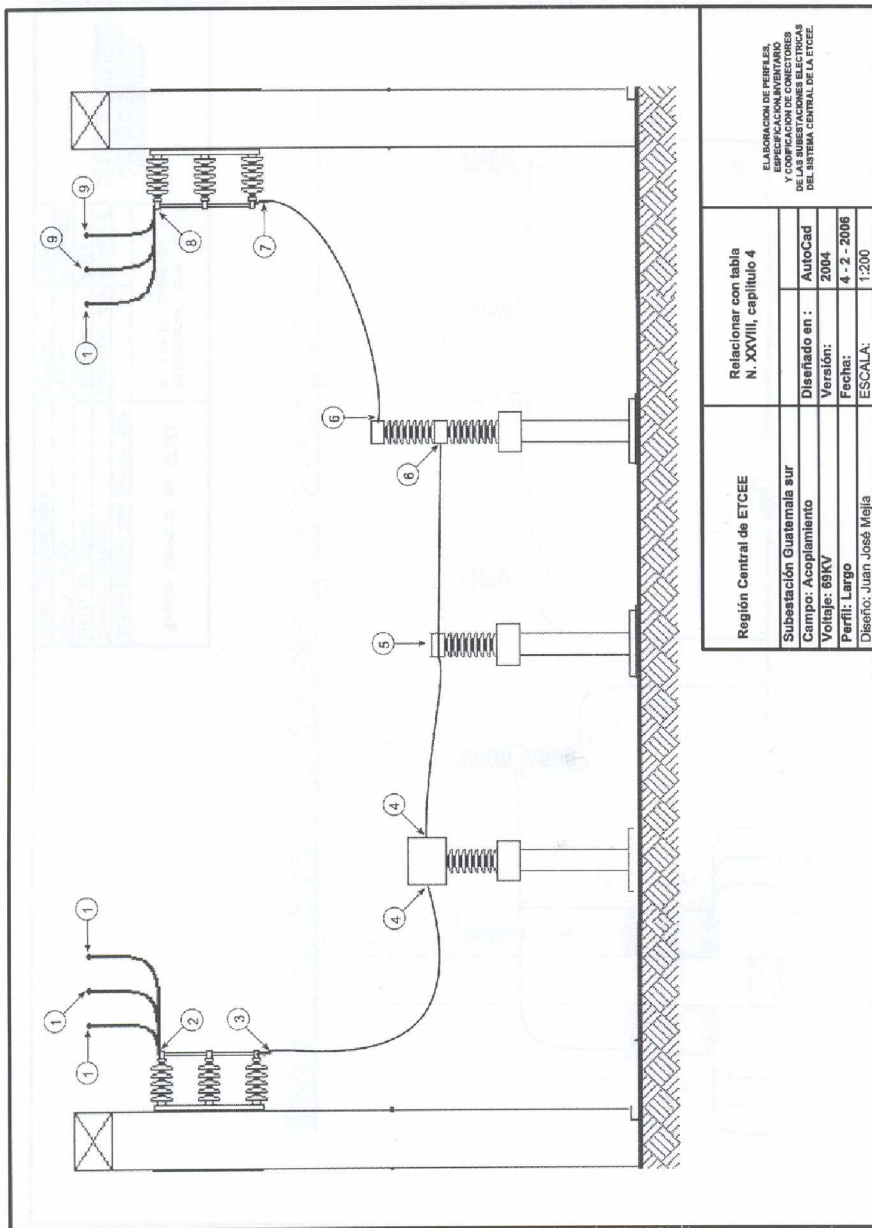 1
1
1
2
3
4
4
5
6
6
7
8
1
9
9
Región Central de ETCEE
Relacionar con tabla
N. XXVIII, caplitulo 4
ELABORACION DE PERFILES,
ESPECIFICACION,INVENTARIO
Y CODIFICACION DE CONECTORES
DE LAS SUBESTACIONES ELECTRICAS
DEL SISTEMA CENTRAL DE LA ETCEE.
Subestación Guatemala sur
Campo: Acoplamiento
Diseñado en : AutoCad
Voltaje: 69KV
Versión: 2004
Perfil: Largo
Fecha: 4 - 2 - 2006
Diseño: Juan José Mejía
ESCALA: 1:200